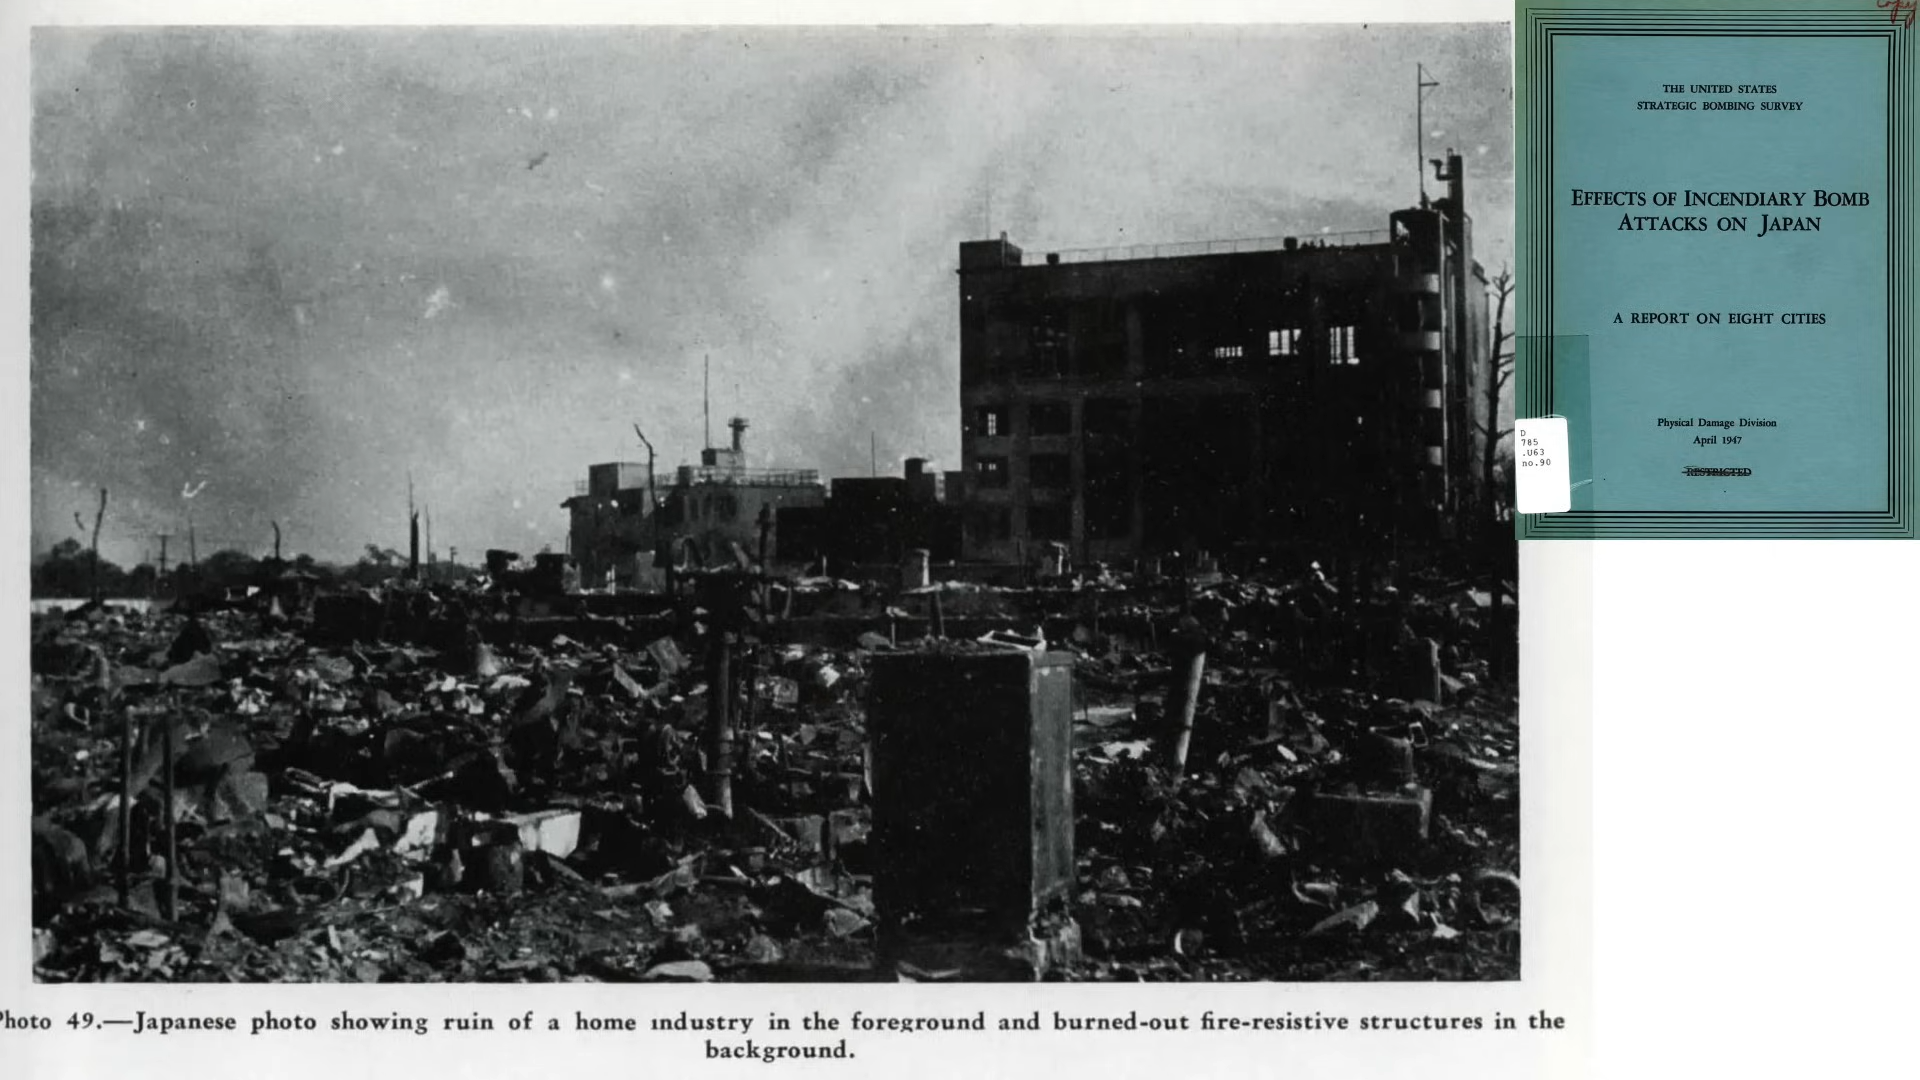 Copy
THE UNITED STATES
STRATEGIC BOMBING SURVEY
EFFECTS OF INCENDIARY BOMB
ATTACKS ON JAPAN
A REPORT ON EIGHT CITIES
Physical Damage Division
April 1947
RESTRICTED
D
785
.U63
no.90
Photo 49.—Japanese photo showing ruin of a home industry in the foreground and burned-out fire-resistive structures in the
background.